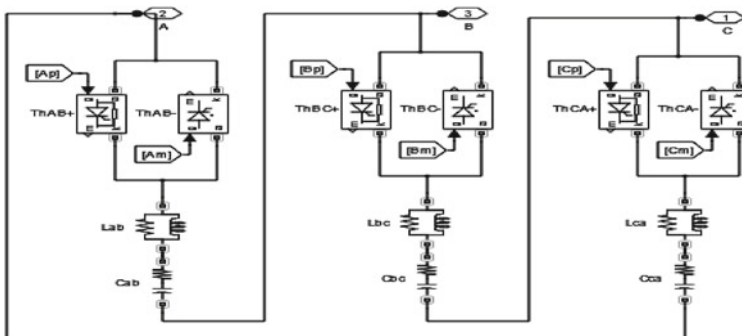 2
A
3
B
1
C
[Ap]
[Bp]
[Cp]
ThAB+
ThAB-
ThBC+
ThBC-
ThCA+
ThCA-
[Am]
[Bm]
[Cm]
Lab
Lbc
Lca
Cab
Cbc
Cca